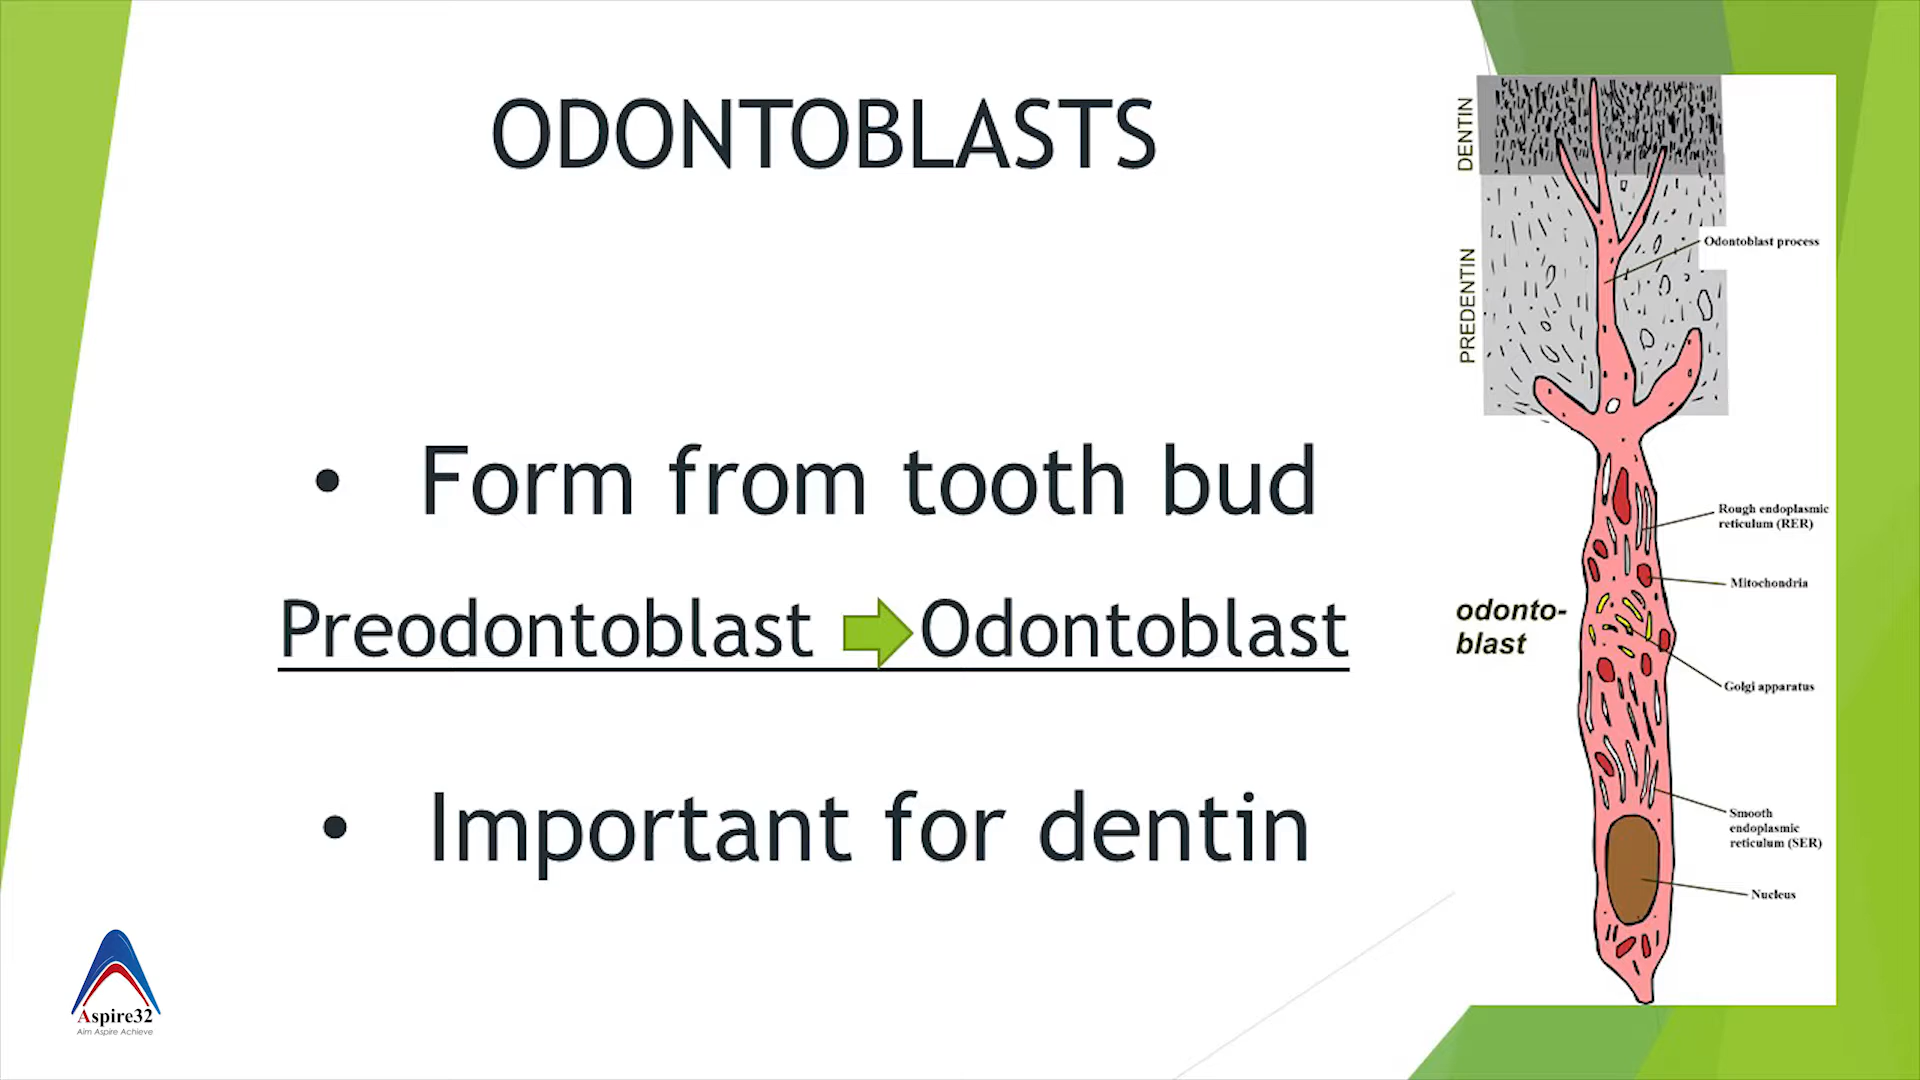 ODONTOBLASTS
• Form from tooth bud
Preodontoblast Odontoblast
• Important for dentin
DENTIN
PREDENTIN
Odontoblast process
Rough endoplasmic
reticulum (RER)
Mitochondria
odonto-
blast
Golgi apparatus
Smooth
endoplasmic
reticulum (SER)
Nucleus
Aspire32
Aim Aspire Achieve